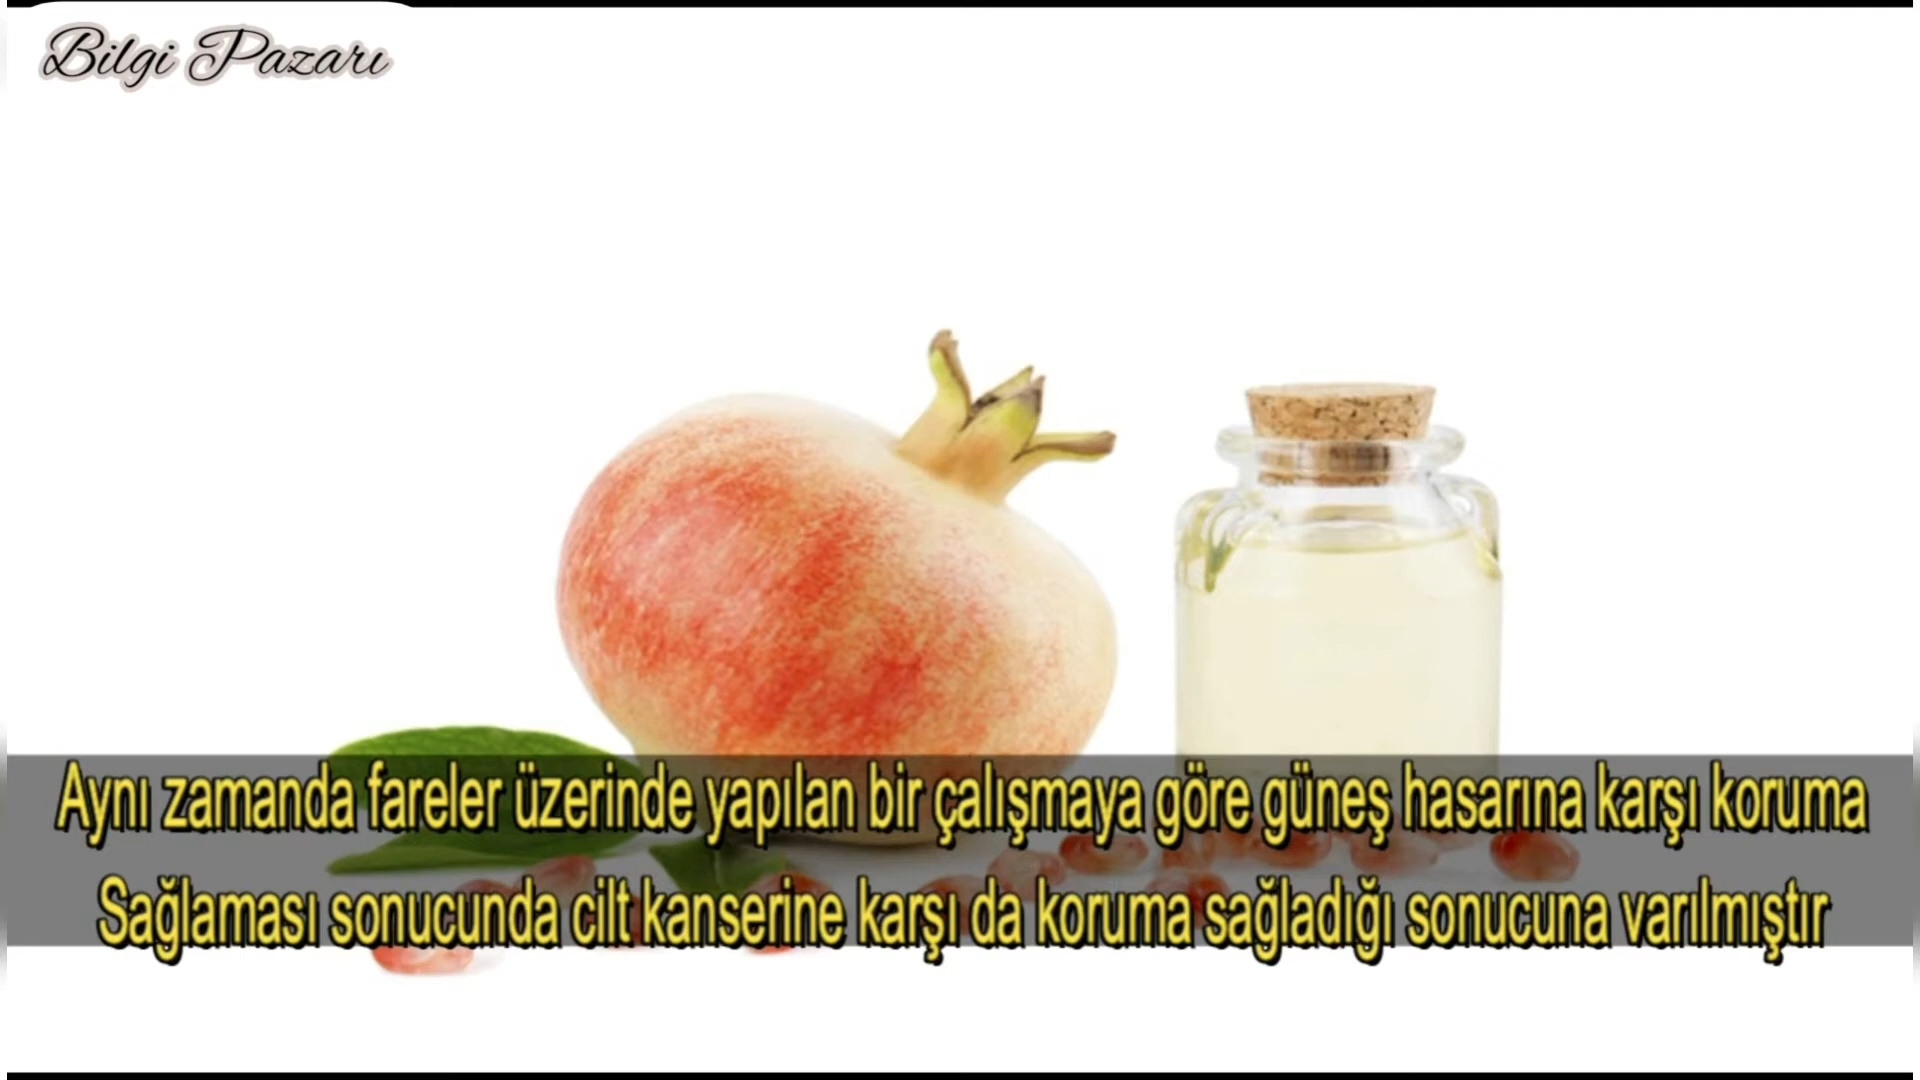 Bilgi Pazarı
Aynı zamanda fareler üzerinde yapılan bir çalışmaya göre güneş hasarına karşı koruma
Sağlaması sonucunda cilt kanserine karşı da koruma sağladığı sonucuna varılmıştır